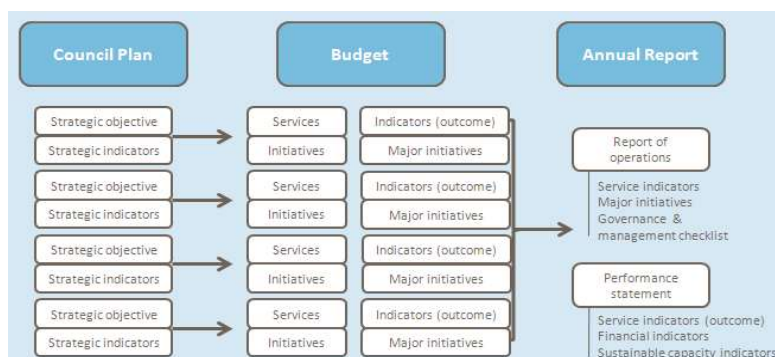 Council Plan
Budget
Annual Report
Strategic objective
Strategic indicators
Services
Initiatives
Indicators (outcome)
Major initiatives
Strategic objective
Strategic indicators
Services
Initiatives
Indicators (outcome)
Major initiatives
Strategic objective
Strategic indicators
Services
Initiatives
Indicators (outcome)
Major initiatives
Strategic objective
Strategic indicators
Services
Initiatives
Indicators (outcome)
Major initiatives
Report of
operations
Service indicators
Major initiatives
Governance &
management checklist
Performance
statement
Service indicators (outcome)
Financial indicators
Sustainable capacity indicators